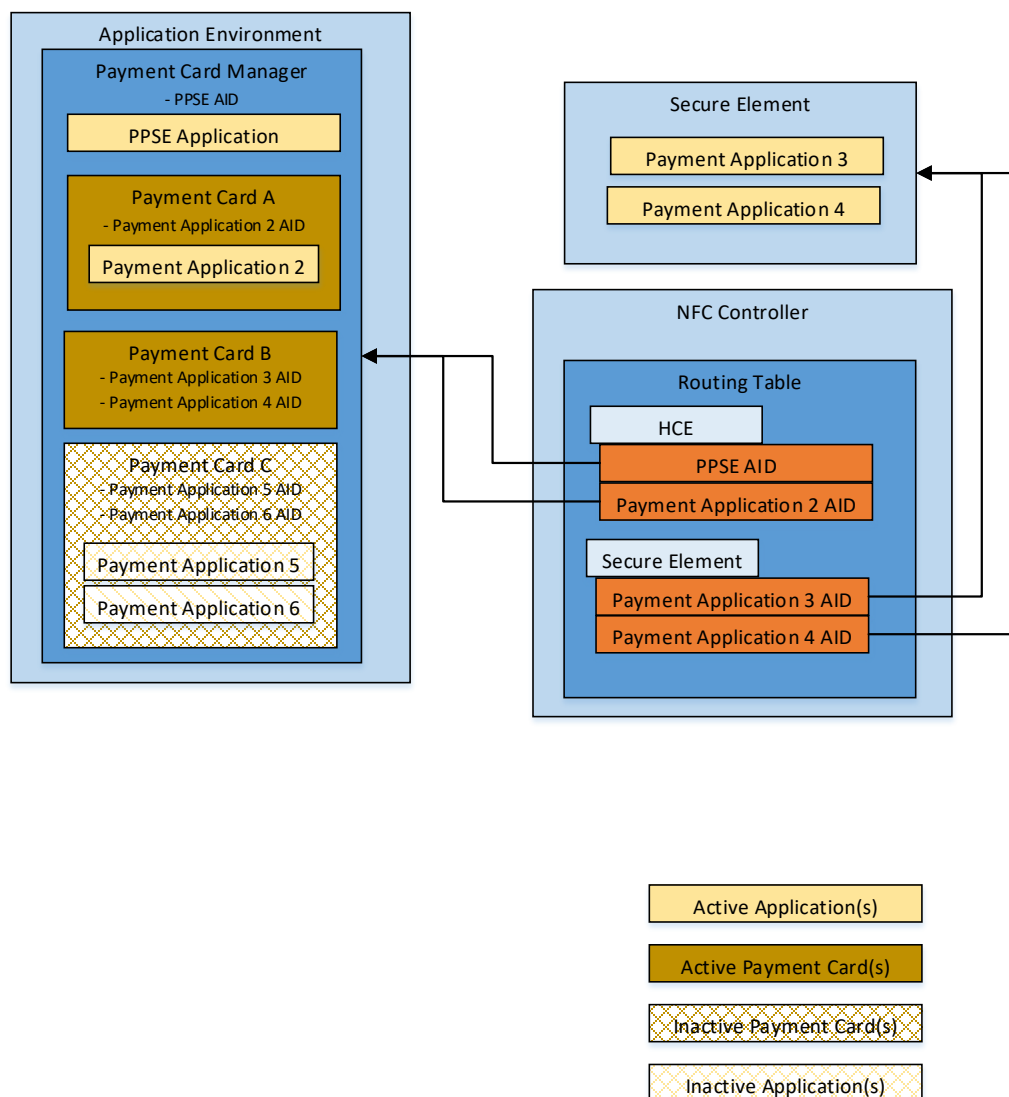 Application Environment
Payment Card Manager
- PPSE AID
PPSE Application
Payment Card A
- Payment Application 2 AID
Payment Application 2
Payment Card B
- Payment Application 3 AID
- Payment Application 4 AID
Payment Card C
- Payment Application 5 AID
- Payment Application 6 AID
Payment Application 5
Payment Application 6
Secure Element
Payment Application 3
Payment Application 4
NFC Controller
Routing Table
HCE
PPSE AID
Payment Application 2 AID
Secure Element
Payment Application 3 AID
Payment Application 4 AID
Active Application(s)
Active Payment Card(s)
Inactive Payment Card(s)
Inactive Application(s)